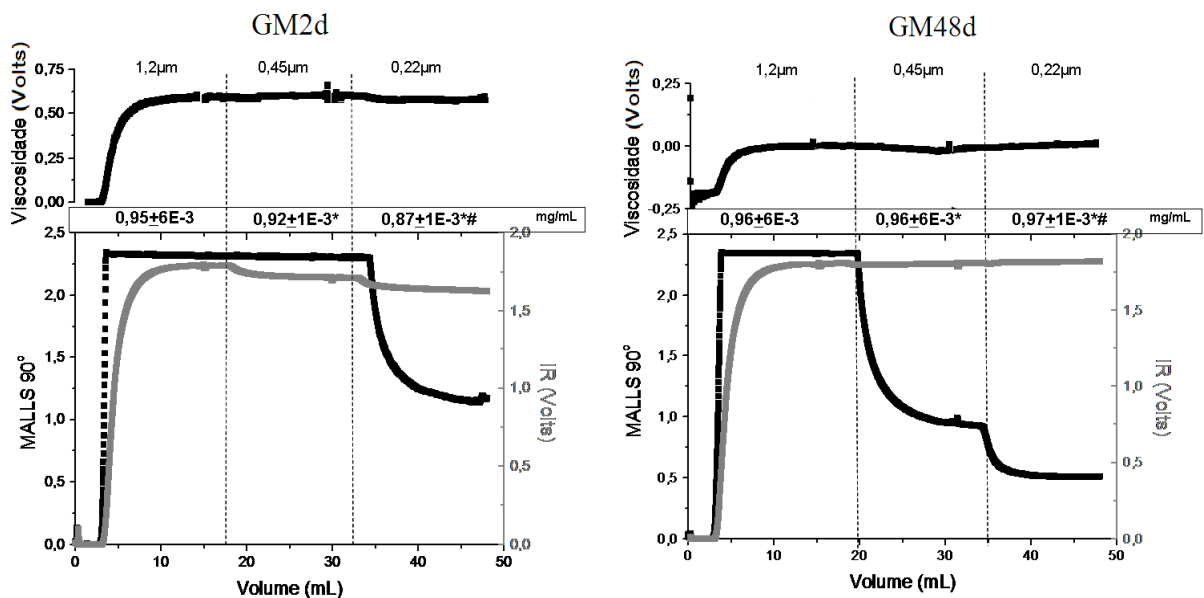 GM2d
1,2µm 0,45µm 0,22µm
Viscosidade (Volts)
0,75
0,50
0,25
0,00
0,95±6E-3 0,92±1E-3* 0,87±1E-3*# mg/mL
MALLS 90°
2,5
2,0
1,5
1,0
0,5
0,0
2,0
1,5
1,0
0,5
0,0
IR (Volts)
0 10 20 30 40 50
Volume (mL)
GM48d
1,2µm 0,45µm 0,22µm
Viscosidade (Volts)
0,25
0,00
-0,25
0,96±6E-3 0,96±6E-3* 0,97±1E-3*# mg/mL
MALLS 90°
2,5
2,0
1,5
1,0
0,5
0,0
2,0
1,5
1,0
0,5
0,0
IR (Volts)
0 10 20 30 40 50
Volume (mL)